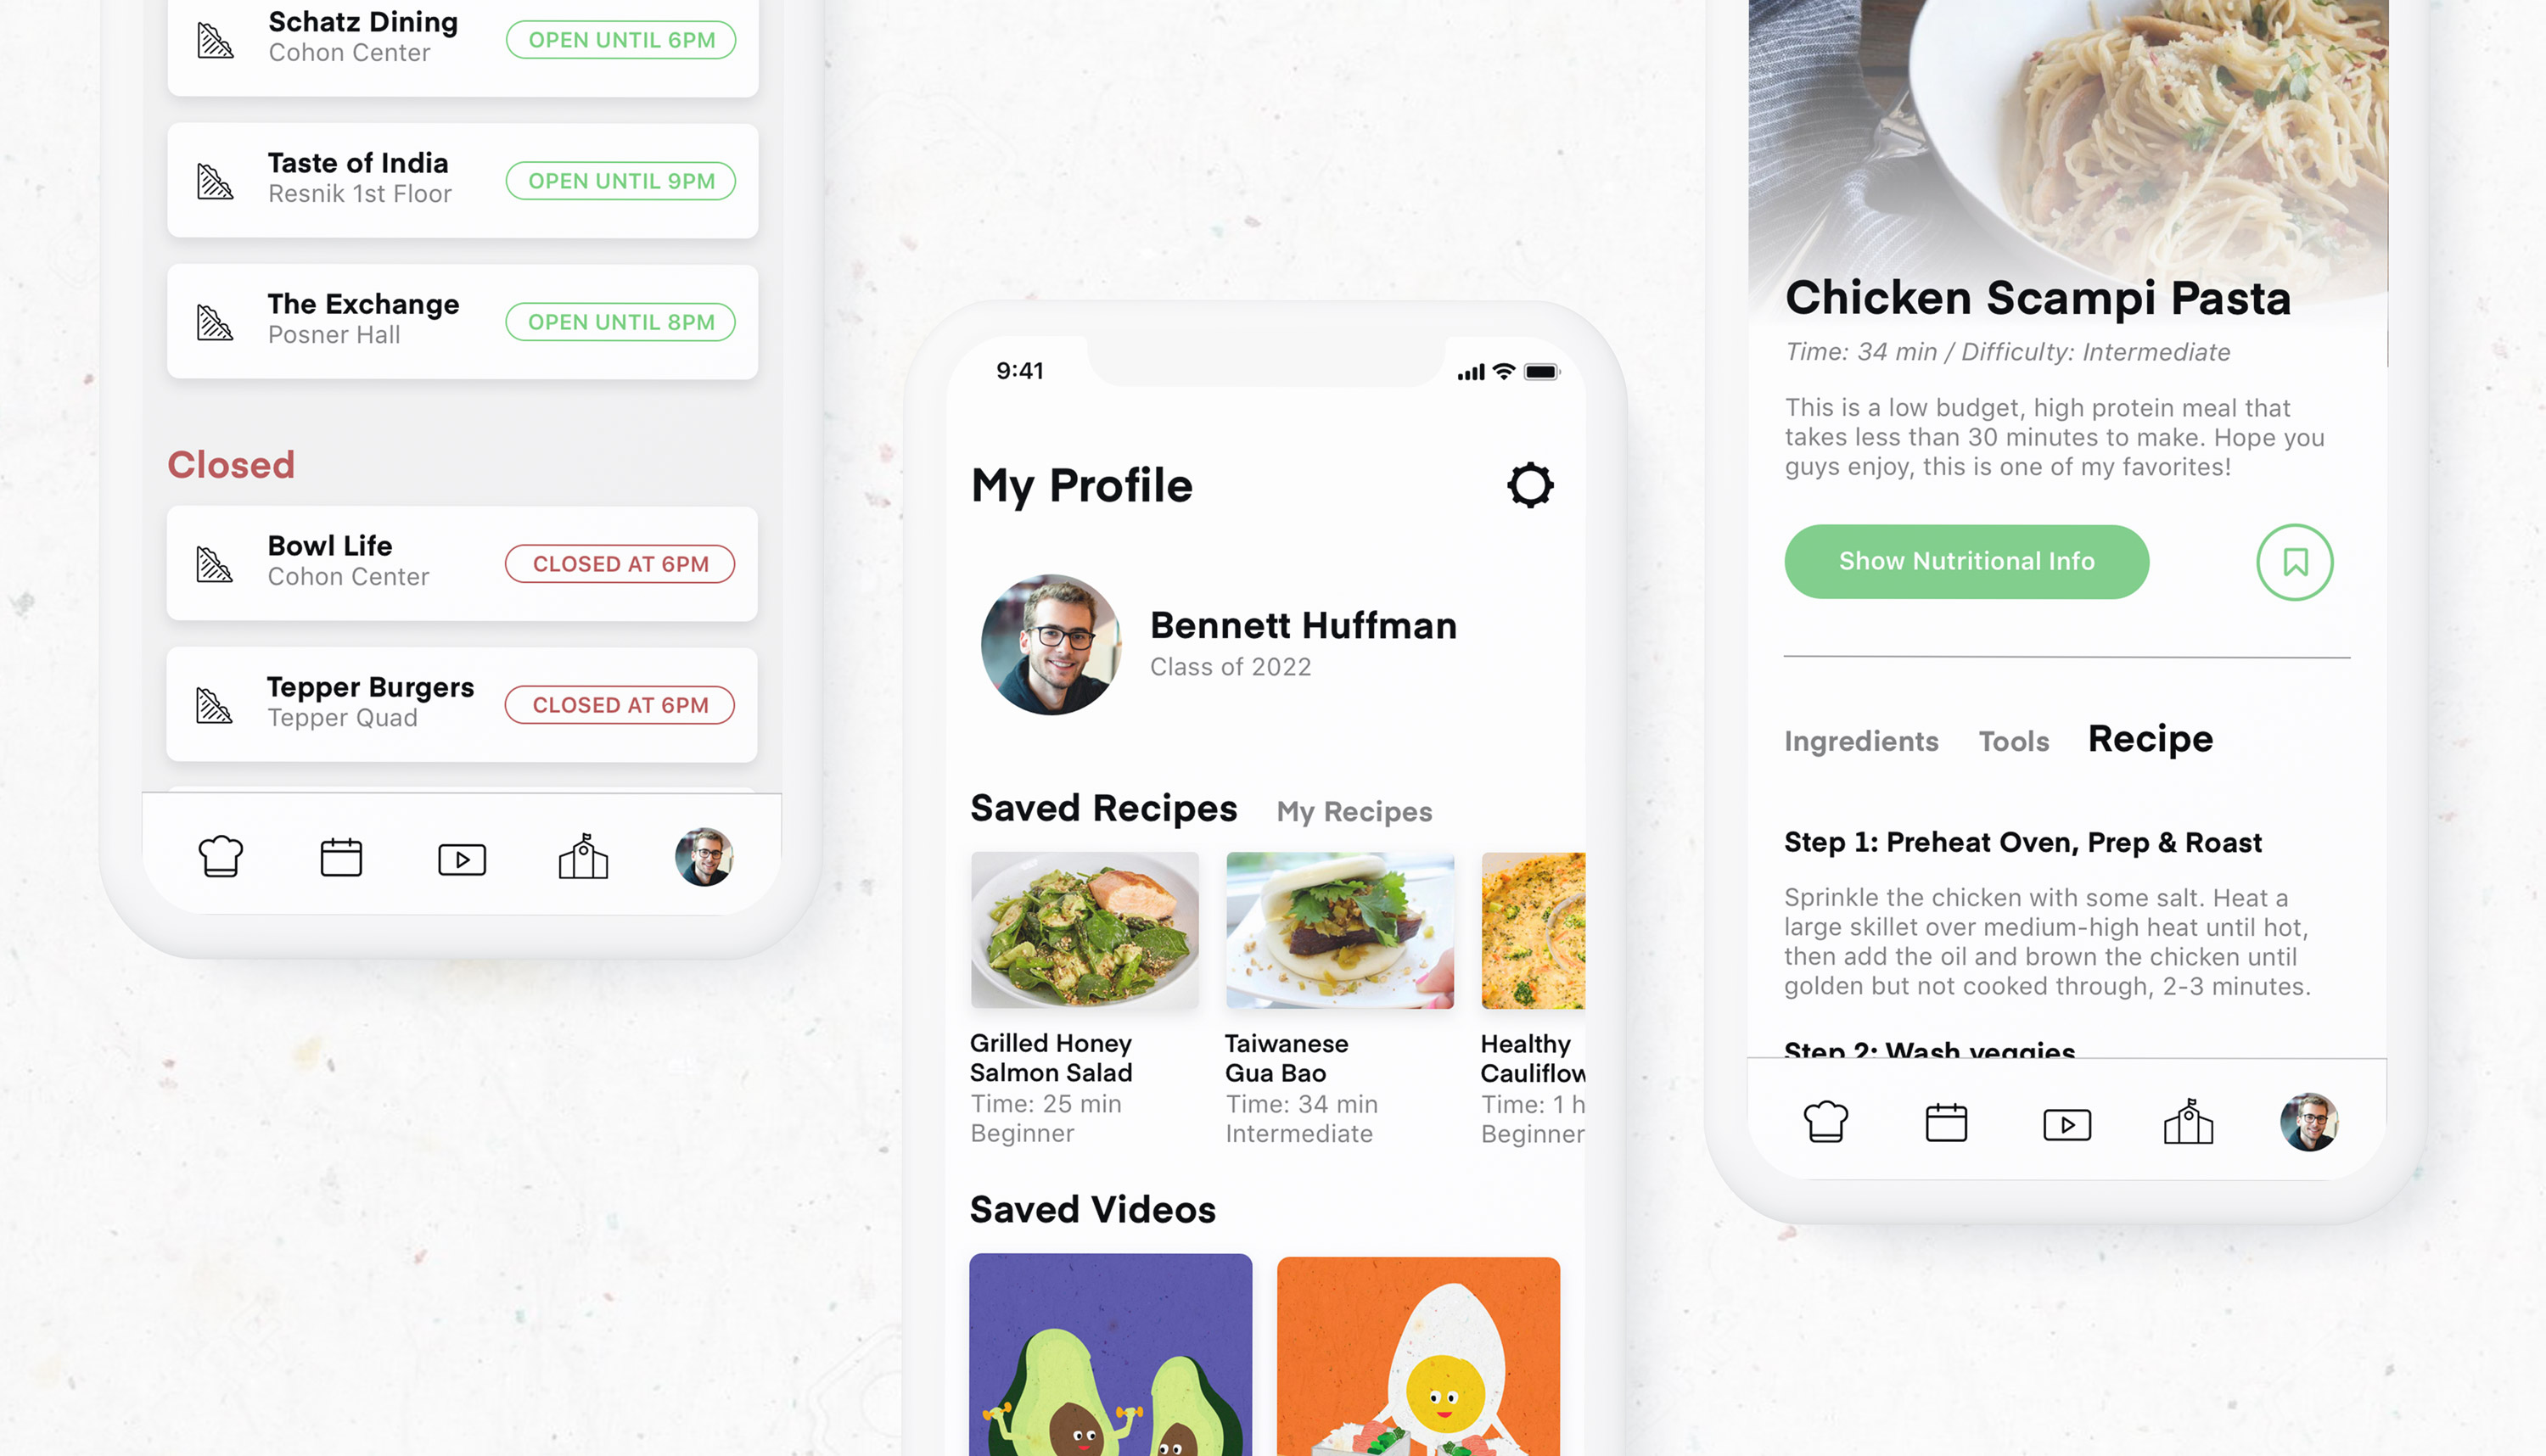 Schatz Dining
Cohon Center
OPEN UNTIL 6PM
Taste of India
Resnik 1st Floor
OPEN UNTIL 9PM
The Exchange
Posner Hall
OPEN UNTIL 8PM
Closed
Bowl Life
Cohon Center
CLOSED AT 6PM
Tepper Burgers
Tepper Quad
CLOSED AT 6PM
9:41
My Profile
Bennett Huffman
Class of 2022
Saved Recipes
My Recipes
Grilled Honey
Salmon Salad
Time: 25 min
Beginner
Taiwanese
Gua Bao
Time: 34 min
Intermediate
Healthy
Cauliflow
Time: 1 h
Beginner
Saved Videos
Chicken Scampi Pasta
Time: 34 min / Difficulty: Intermediate
This is a low budget, high protein meal that
takes less than 30 minutes to make. Hope you
guys enjoy, this is one of my favorites!
Show Nutritional Info
Ingredients Tools Recipe
Step 1: Preheat Oven, Prep & Roast
Sprinkle the chicken with some salt. Heat a
large skillet over medium-high heat until hot,
then add the oil and brown the chicken until
golden but not cooked through, 2-3 minutes.
Step 2: Wash veggies